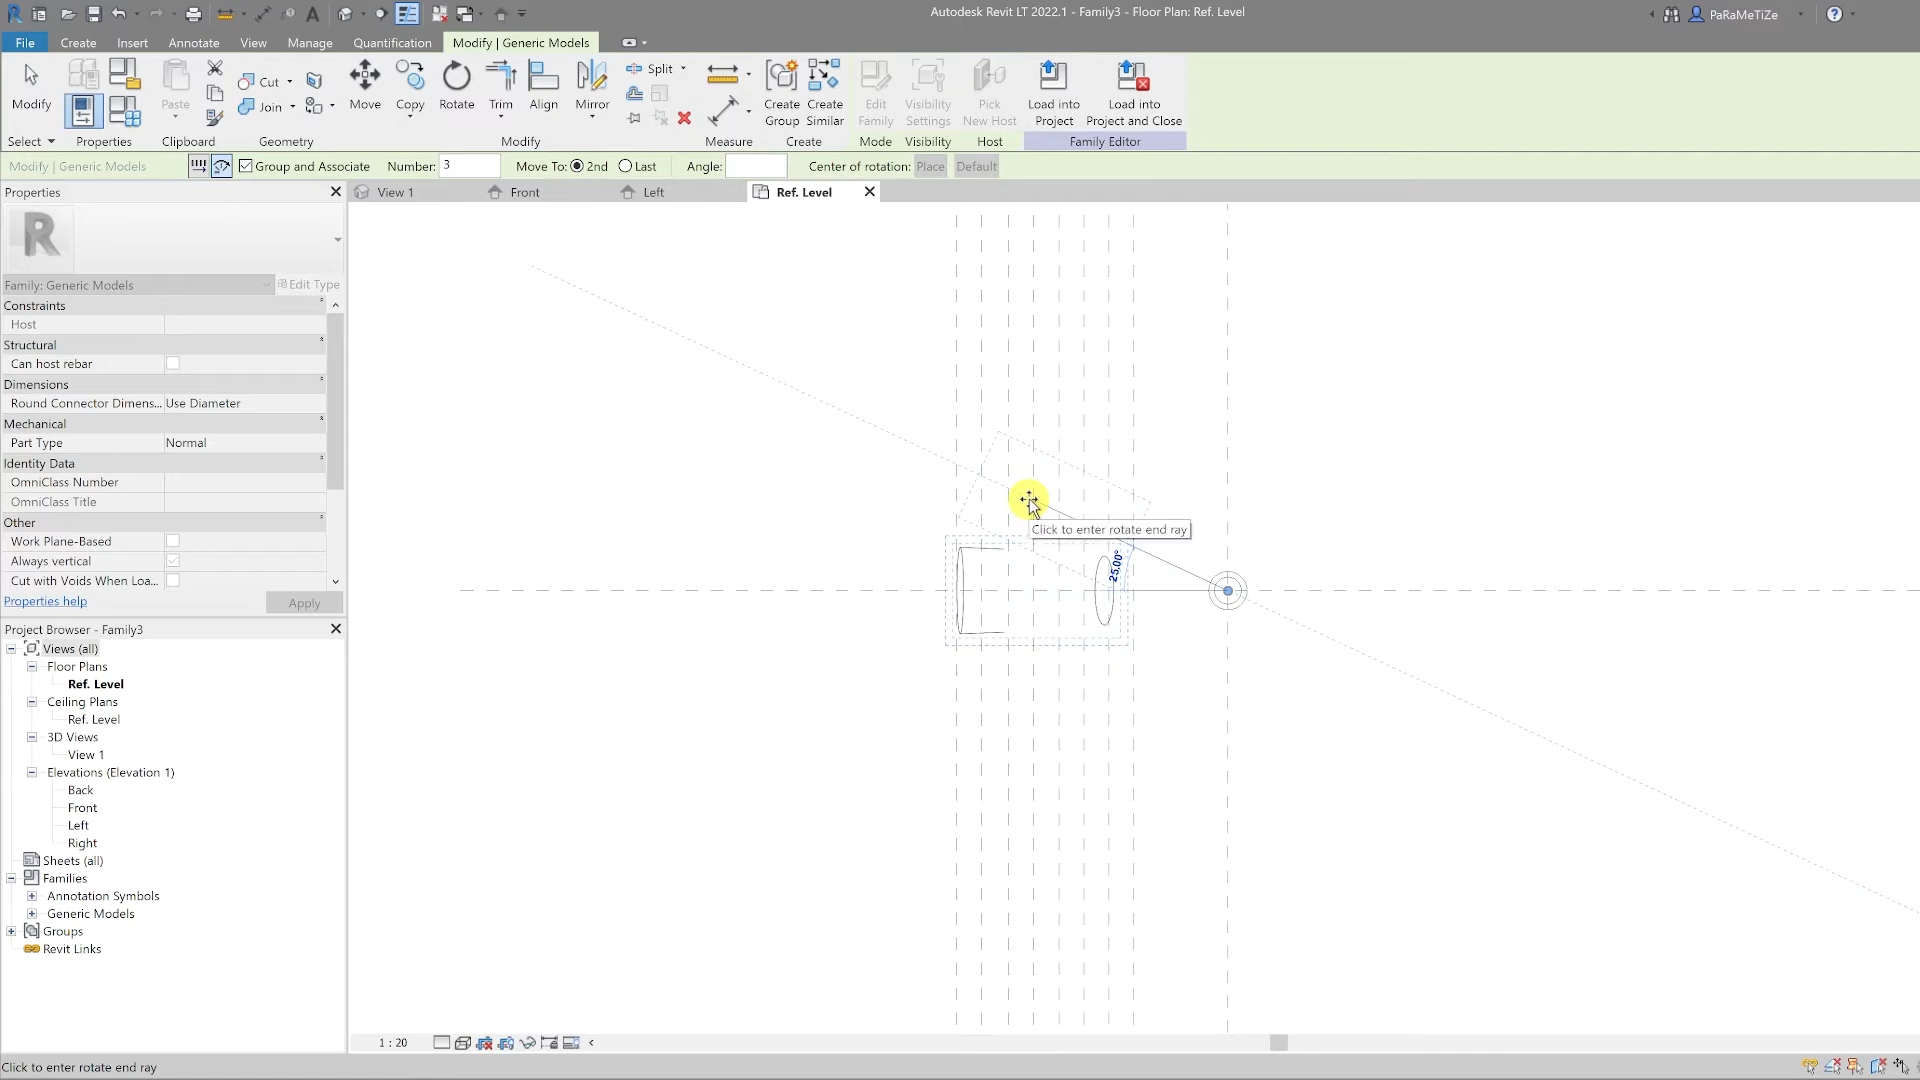 Autodesk Revit LT 2022.1 - Family3 - Floor Plan: Ref. Level
PaRaMeTiZe
File Create Insert Annotate View Manage Quantification Modify | Generic Models
Modify
Paste
Cut
Join
Move
Copy
Rotate
Trim
Align
Mirror
Split
Create Group
Create Similar
Edit Family
Visibility Settings
Pick New Host
Load into Project
Load into Project and Close
Select Properties Clipboard Geometry Modify Measure Create Mode Visibility Host Family Editor
Modify | Generic Models Group and Associate Number: 3 Move To: 2nd Last Angle: Center of rotation: Place Default
Properties
View 1 Front Left Ref. Level
R
Family: Generic Models Edit Type
Constraints
Host
Structural
Can host rebar
Dimensions
Round Connector Dimens... Use Diameter
Mechanical
Part Type Normal
Identity Data
OmniClass Number
OmniClass Title
Other
Work Plane-Based
Always vertical
Cut with Voids When Loa...
Properties help Apply
Project Browser - Family3
Views (all)
Floor Plans
Ref. Level
Ceiling Plans
Ref. Level
3D Views
View 1
Elevations (Elevation 1)
Back
Front
Left
Right
Sheets (all)
Families
Annotation Symbols
Generic Models
Groups
Revit Links
Click to enter rotate end ray
25.00°
1 : 20
Click to enter rotate end ray